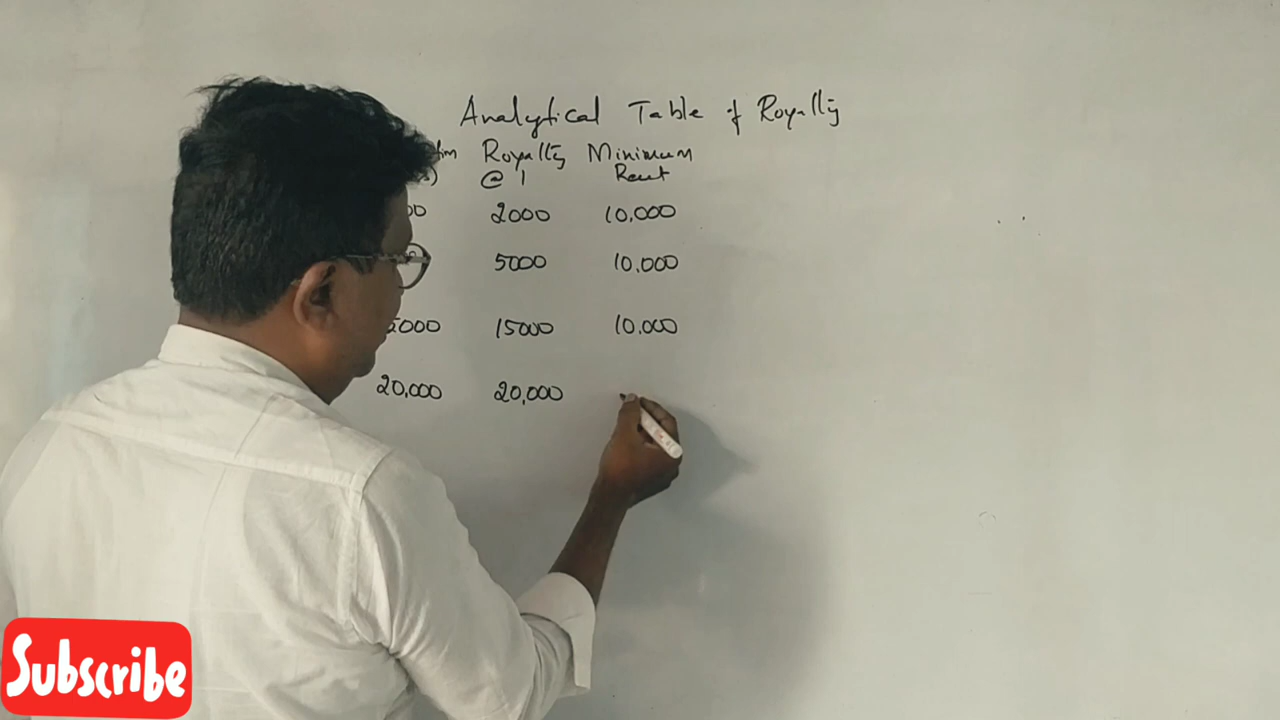 Analytical Table of Royalty
Royalty Minimum
@ 1 Rent
2000 10,000
5000 10,000
5000 15000 10,000
20,000 20,000
Subscribe